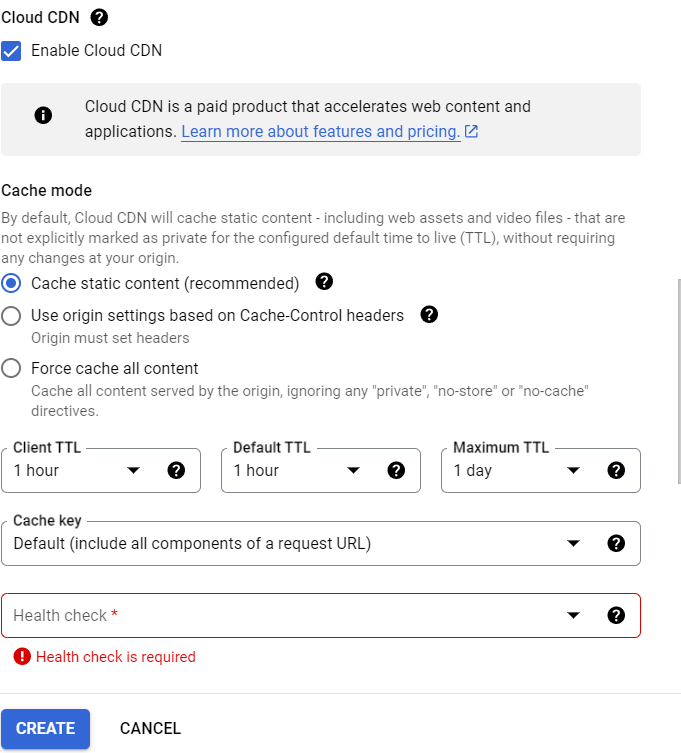 Cloud CDN
Enable Cloud CDN
Cloud CDN is a paid product that accelerates web content and
applications. Learn more about features and pricing.
Cache mode
By default, Cloud CDN will cache static content - including web assets and video files - that are
not explicitly marked as private for the configured default time to live (TTL), without requiring
any changes at your origin.
Cache static content (recommended)
Use origin settings based on Cache-Control headers
Origin must set headers
Force cache all content
Cache all content served by the origin, ignoring any "private", "no-store" or "no-cache"
directives.
Client TTL Default TTL Maximum TTL
1 hour 1 hour 1 day
Cache key
Default (include all components of a request URL)
Health check *
Health check is required
CREATE CANCEL